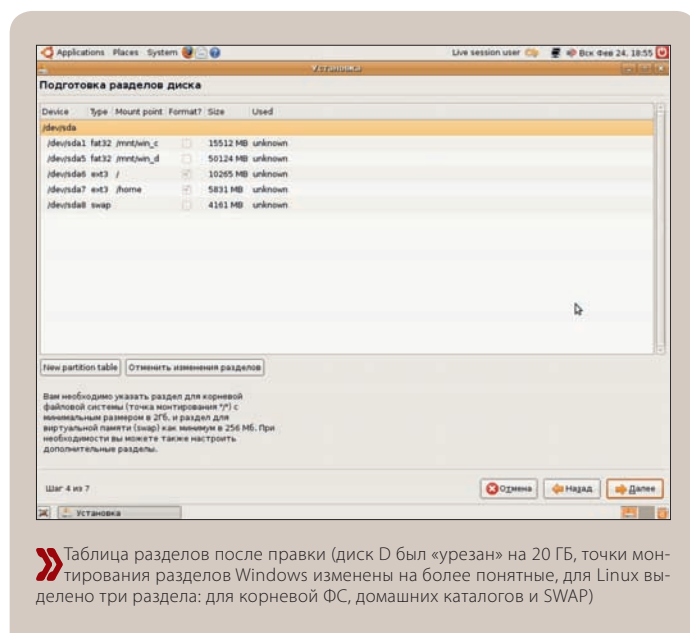 Applications Places System Live session user Вск Фев 24, 18:55
Установка
Подготовка разделов диска
Device Type Mount point Format? Size Used
/dev/sda
/dev/sda1 fat32 /mnt/win_c 15512 MB unknown
/dev/sda5 fat32 /mnt/win_d 50124 MB unknown
/dev/sda6 ext3 / 10265 MB unknown
/dev/sda7 ext3 /home 5831 MB unknown
/dev/sda8 swap 4161 MB unknown
New partition table Отменить изменения разделов
Вам необходимо указать раздел для корневой
файловой системы (точка монтирования "/") с
минимальным размером в 2Гб, и раздел для
виртуальной памяти (swap) как минимум в 256 Мб. При
необходимости вы можете также настроить
дополнительные разделы.
Шаг 4 из 7 Отмена Назад Далее
Установка
Таблица разделов после правки (диск D был «урезан» на 20 ГБ, точки мон-
тирования разделов Windows изменены на более понятные, для Linux вы-
делено три раздела: для корневой ФС, домашних каталогов и SWAP)